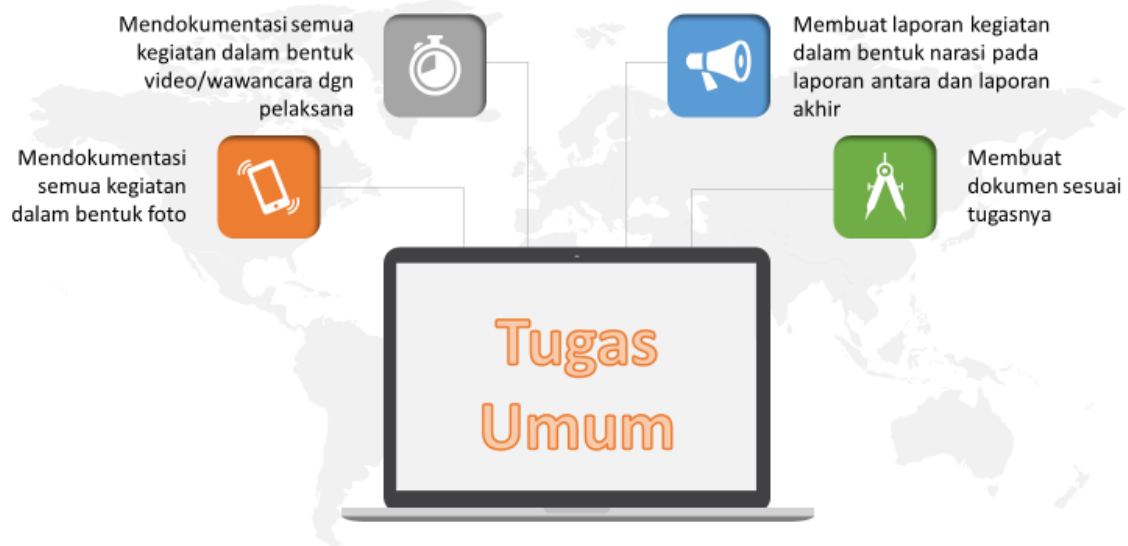 Mendokumentasi semua
kegiatan dalam bentuk
video/wawancara dgn
pelaksana
Membuat laporan kegiatan
dalam bentuk narasi pada
laporan antara dan laporan
akhir
Mendokumentasi
semua kegiatan
dalam bentuk foto
Membuat
dokumen sesuai
tugasnya
Tugas
Umum